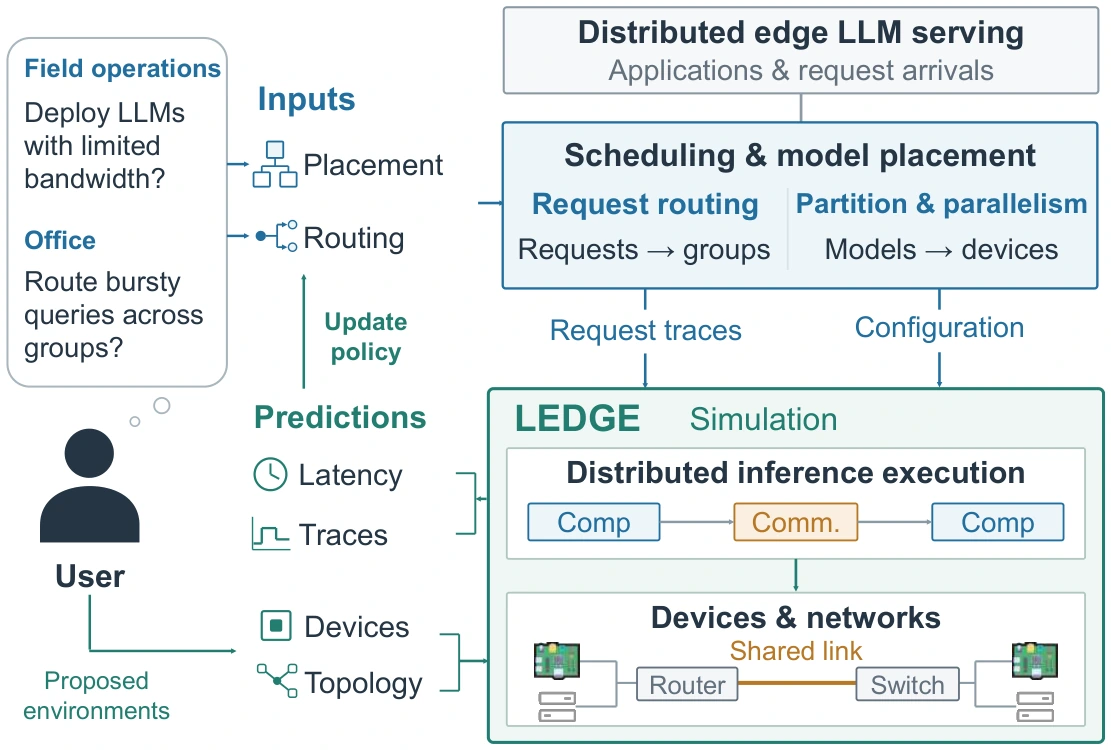 Field operations
Deploy LLMs
with limited
bandwidth?
Office
Route bursty
queries across
groups?
User
Proposed
environments
Inputs
Placement
Routing
Update
policy
Predictions
Latency
Traces
Devices
Topology
Distributed edge LLM serving
Applications & request arrivals
Scheduling & model placement
Request routing
Requests → groups
Partition & parallelism
Models → devices
Request traces
Configuration
LEDGE Simulation
Distributed inference execution
Comp
Comm.
Comp
Devices & networks
Shared link
Router
Switch